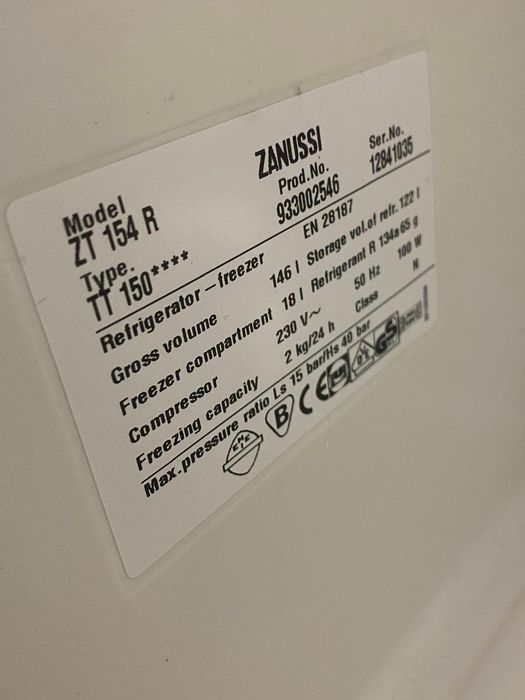 ZANUSSI
Model Prod.No. Ser.No.
ZT 154 R 933002546 12841035
Type.
TT 150****
Refrigerator – freezer EN 28187
Gross volume 146 l Storage vol.of refr. 122 l
Freezer compartment 18 l Refrigerant R 134a 65 g
Compressor 230 V~ 50 Hz 100 W
Freezing capacity 2 kg/24 h Class N
Max.pressure ratio Ls 15 bar/Hs 40 bar
B CE GS